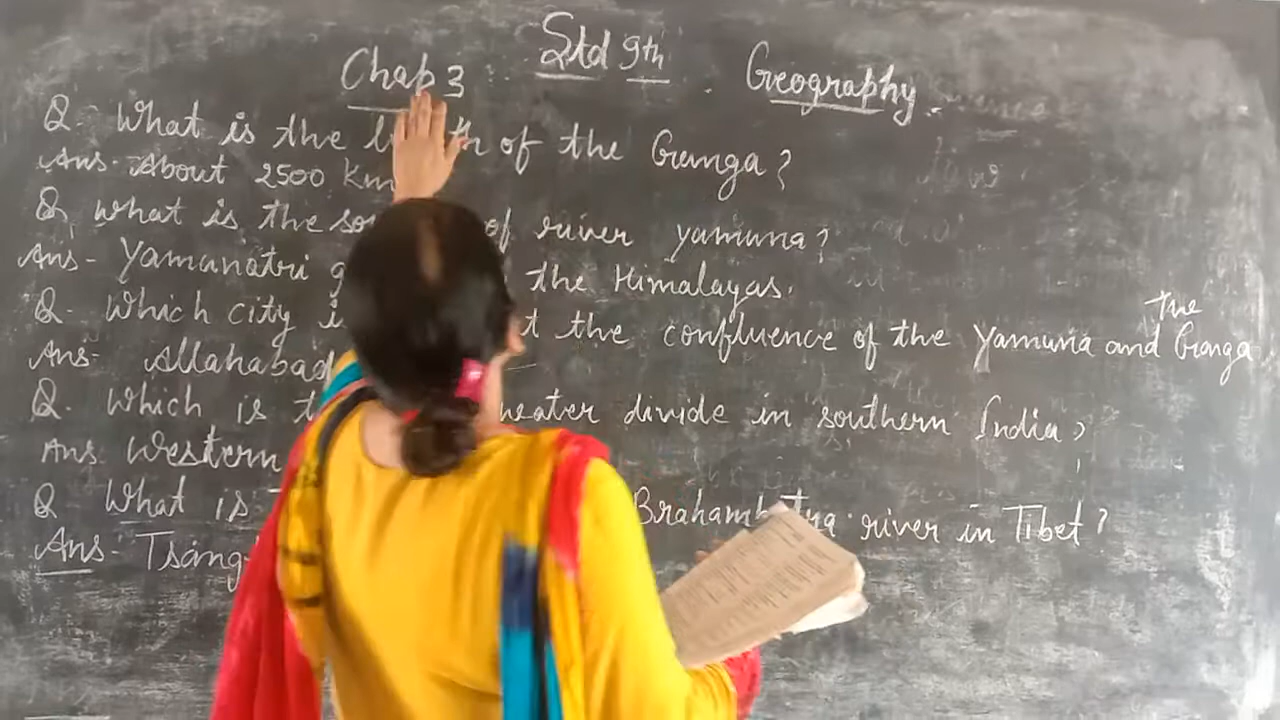 Std 9th
Chap 3 Geography.
Q. What is the of the Ganga?
Ans. About 2500 Km
Q. What is the of river yamuna?
Ans - Yamunatri the Himalayas.
Q. Which city the confluence of the Yamuna and the Ganga
Ans- Allahabad
Q. Which is divide in southern India?
Ans. Western
Q What is river in Tibet?
Ans- Tsang